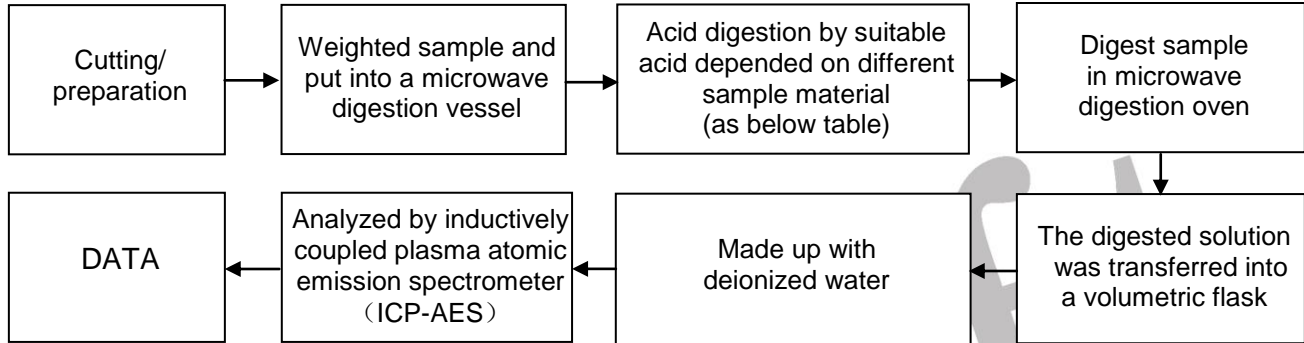 Cutting/
preparation
Weighted sample and
put into a microwave
digestion vessel
Acid digestion by suitable
acid depended on different
sample material
(as below table)
Digest sample
in microwave
digestion oven
The digested solution
was transferred into
a volumetric flask
Made up with
deionized water
Analyzed by inductively
coupled plasma atomic
emission spectrometer
（ICP-AES）
DATA